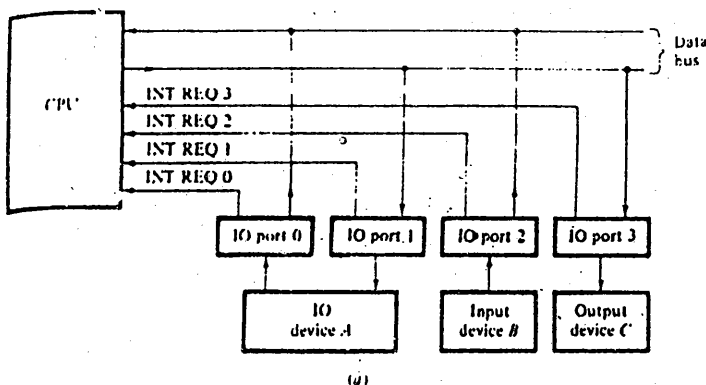 Data
bus
CPU
INT REQ 3
INT REQ 2
INT REQ 1
INT REQ 0
IO port 0
IO port 1
IO port 2
IO port 3
IO
device A
Input
device B
Output
device C
(a)